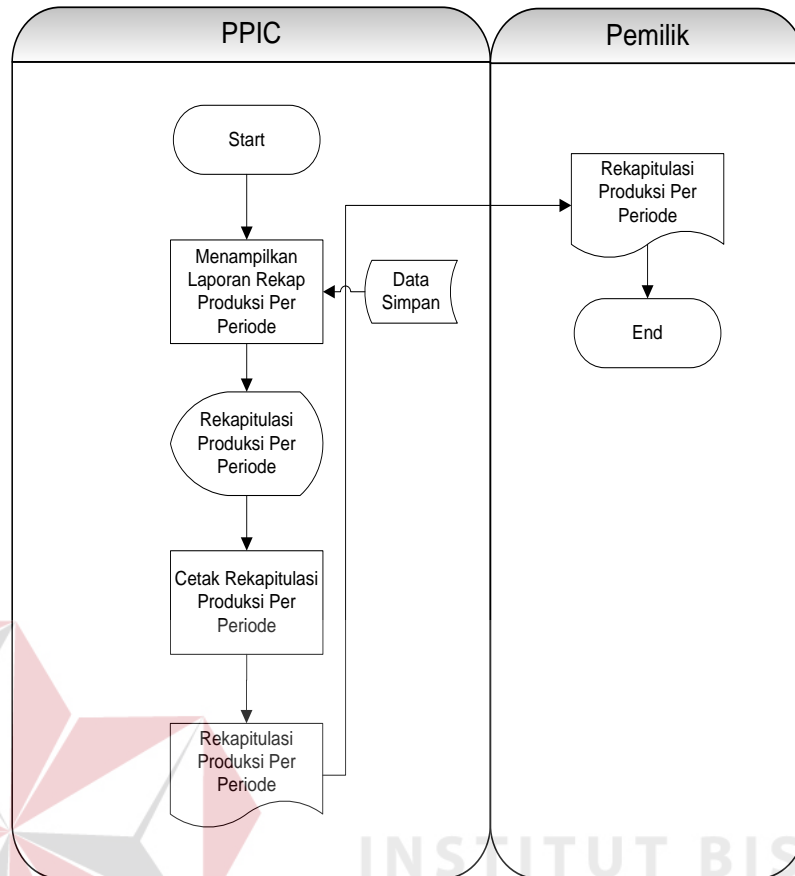 PPIC
Pemilik
Start
Menampilkan
Laporan Rekap
Produksi Per
Periode
Data
Simpan
Rekapitulasi
Produksi Per
Periode
Cetak Rekapitulasi
Produksi Per
Periode
Rekapitulasi
Produksi Per
Periode
Rekapitulasi
Produksi Per
Periode
End
INSTITUT BIS